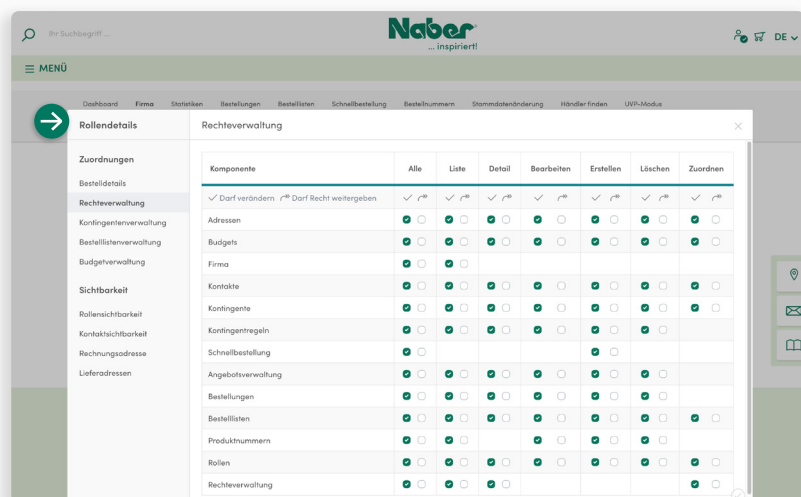 Ihr Suchbegriff ...
Naber
... inspiriert!
DE
MENÜ
Dashboard Firma Statistiken Bestellungen Bestelllisten Schnellbestellung Bestellnummern Stammdatenänderung Händler finden UVP-Modus
Rollendetails
Rechteverwaltung
Zuordnungen
Bestelldetails
Rechteverwaltung
Kontingentenverwaltung
Bestelllistenverwaltung
Budgetverwaltung
Sichtbarkeit
Rollensichtbarkeit
Kontaktsichtbarkeit
Rechnungsadresse
Lieferadressen
Komponente Alle Liste Detail Bearbeiten Erstellen Löschen Zuordnen
Darf verändern Darf Recht weitergeben
Adressen
Budgets
Firma
Kontakte
Kontingente
Kontingentregeln
Schnellbestellung
Angebotsverwaltung
Bestellungen
Bestelllisten
Produktnummern
Rollen
Rechteverwaltung